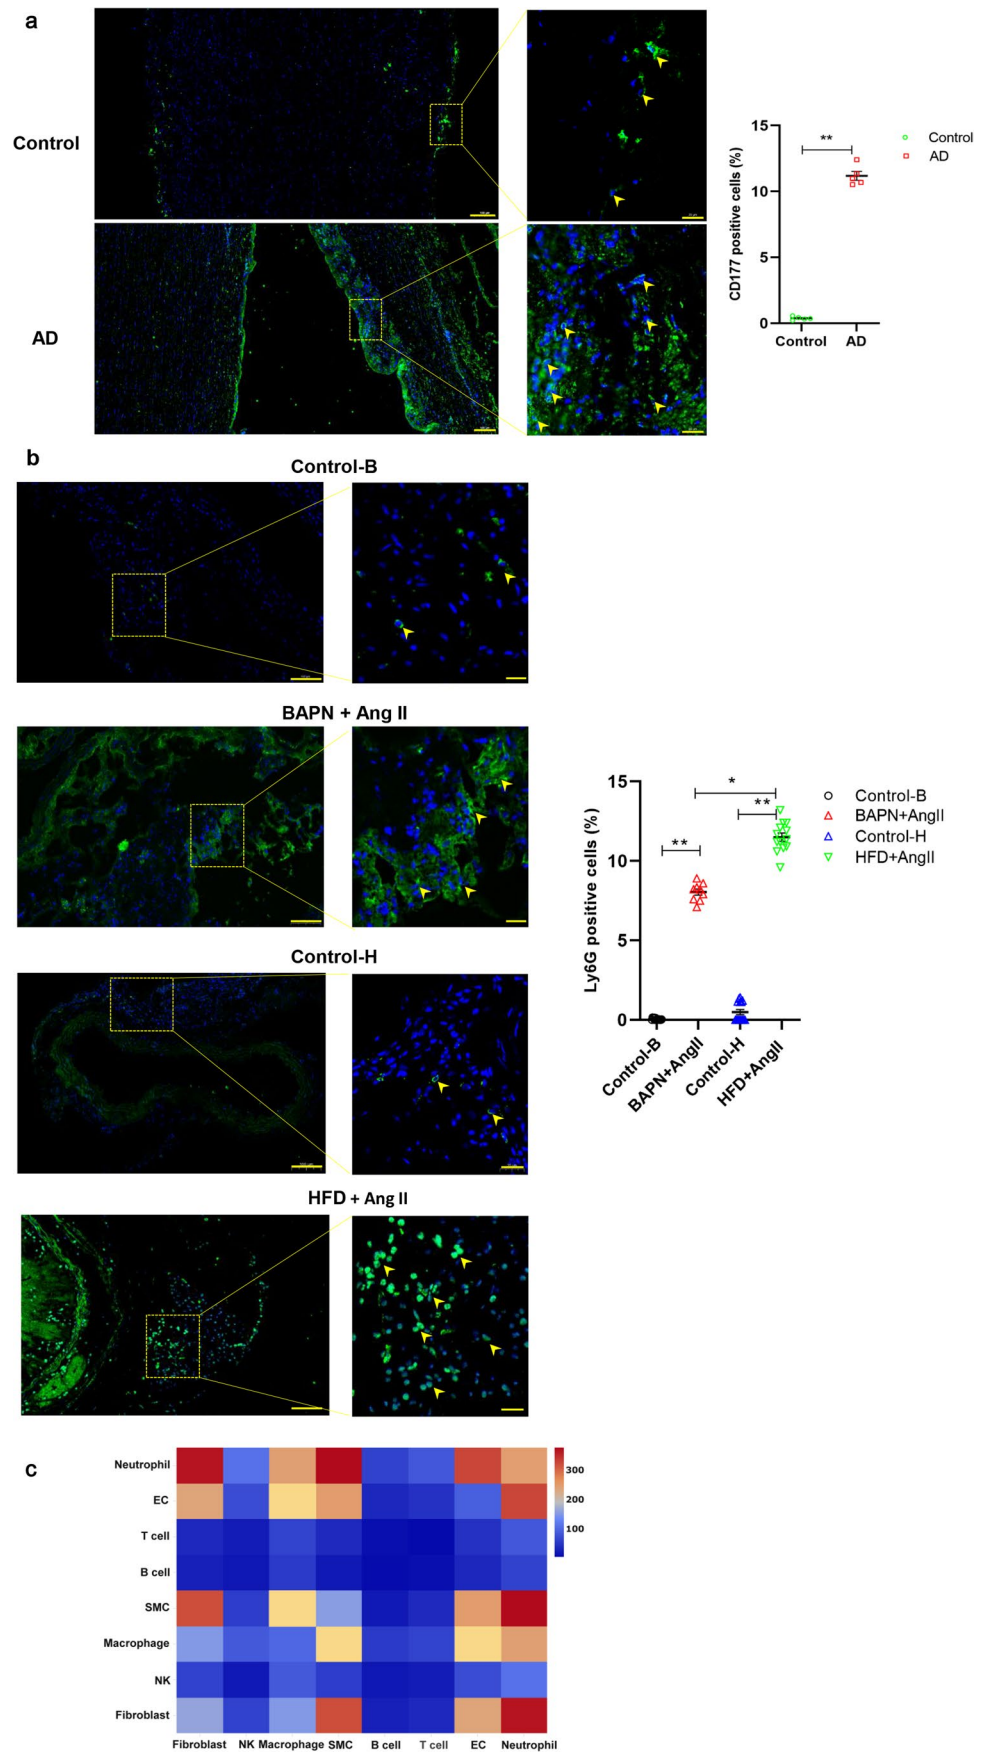 a
Control
AD
15
10
5
0
CD177 positive cells (%)
**
Control
AD
Control
AD
b
Control-B
BAPN + Ang II
Control-H
HFD + Ang II
15
10
5
0
Ly6G positive cells (%)
*
**
**
Control-B
BAPN+AngII
Control-H
HFD+AngII
Control-B
BAPN+AngII
Control-H
HFD+AngII
c
Neutrophil
EC
T cell
B cell
SMC
Macrophage
NK
Fibroblast
300
200
100
Fibroblast NK Macrophage SMC B cell T cell EC Neutrophil